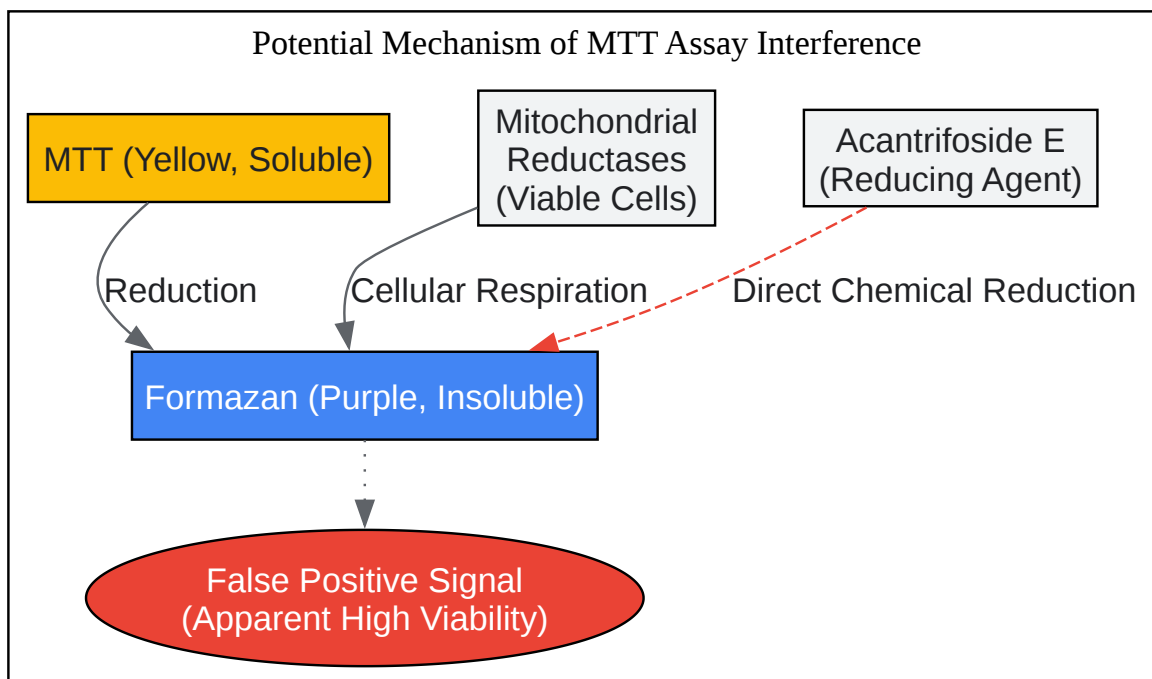 Potential Mechanism of MTT Assay Interference
MTT (Yellow, Soluble)
Mitochondrial
Reductases
(Viable Cells)
Acantrifoside E
(Reducing Agent)
Reduction
Cellular Respiration
Direct Chemical Reduction
Formazan (Purple, Insoluble)
False Positive Signal
(Apparent High Viability)